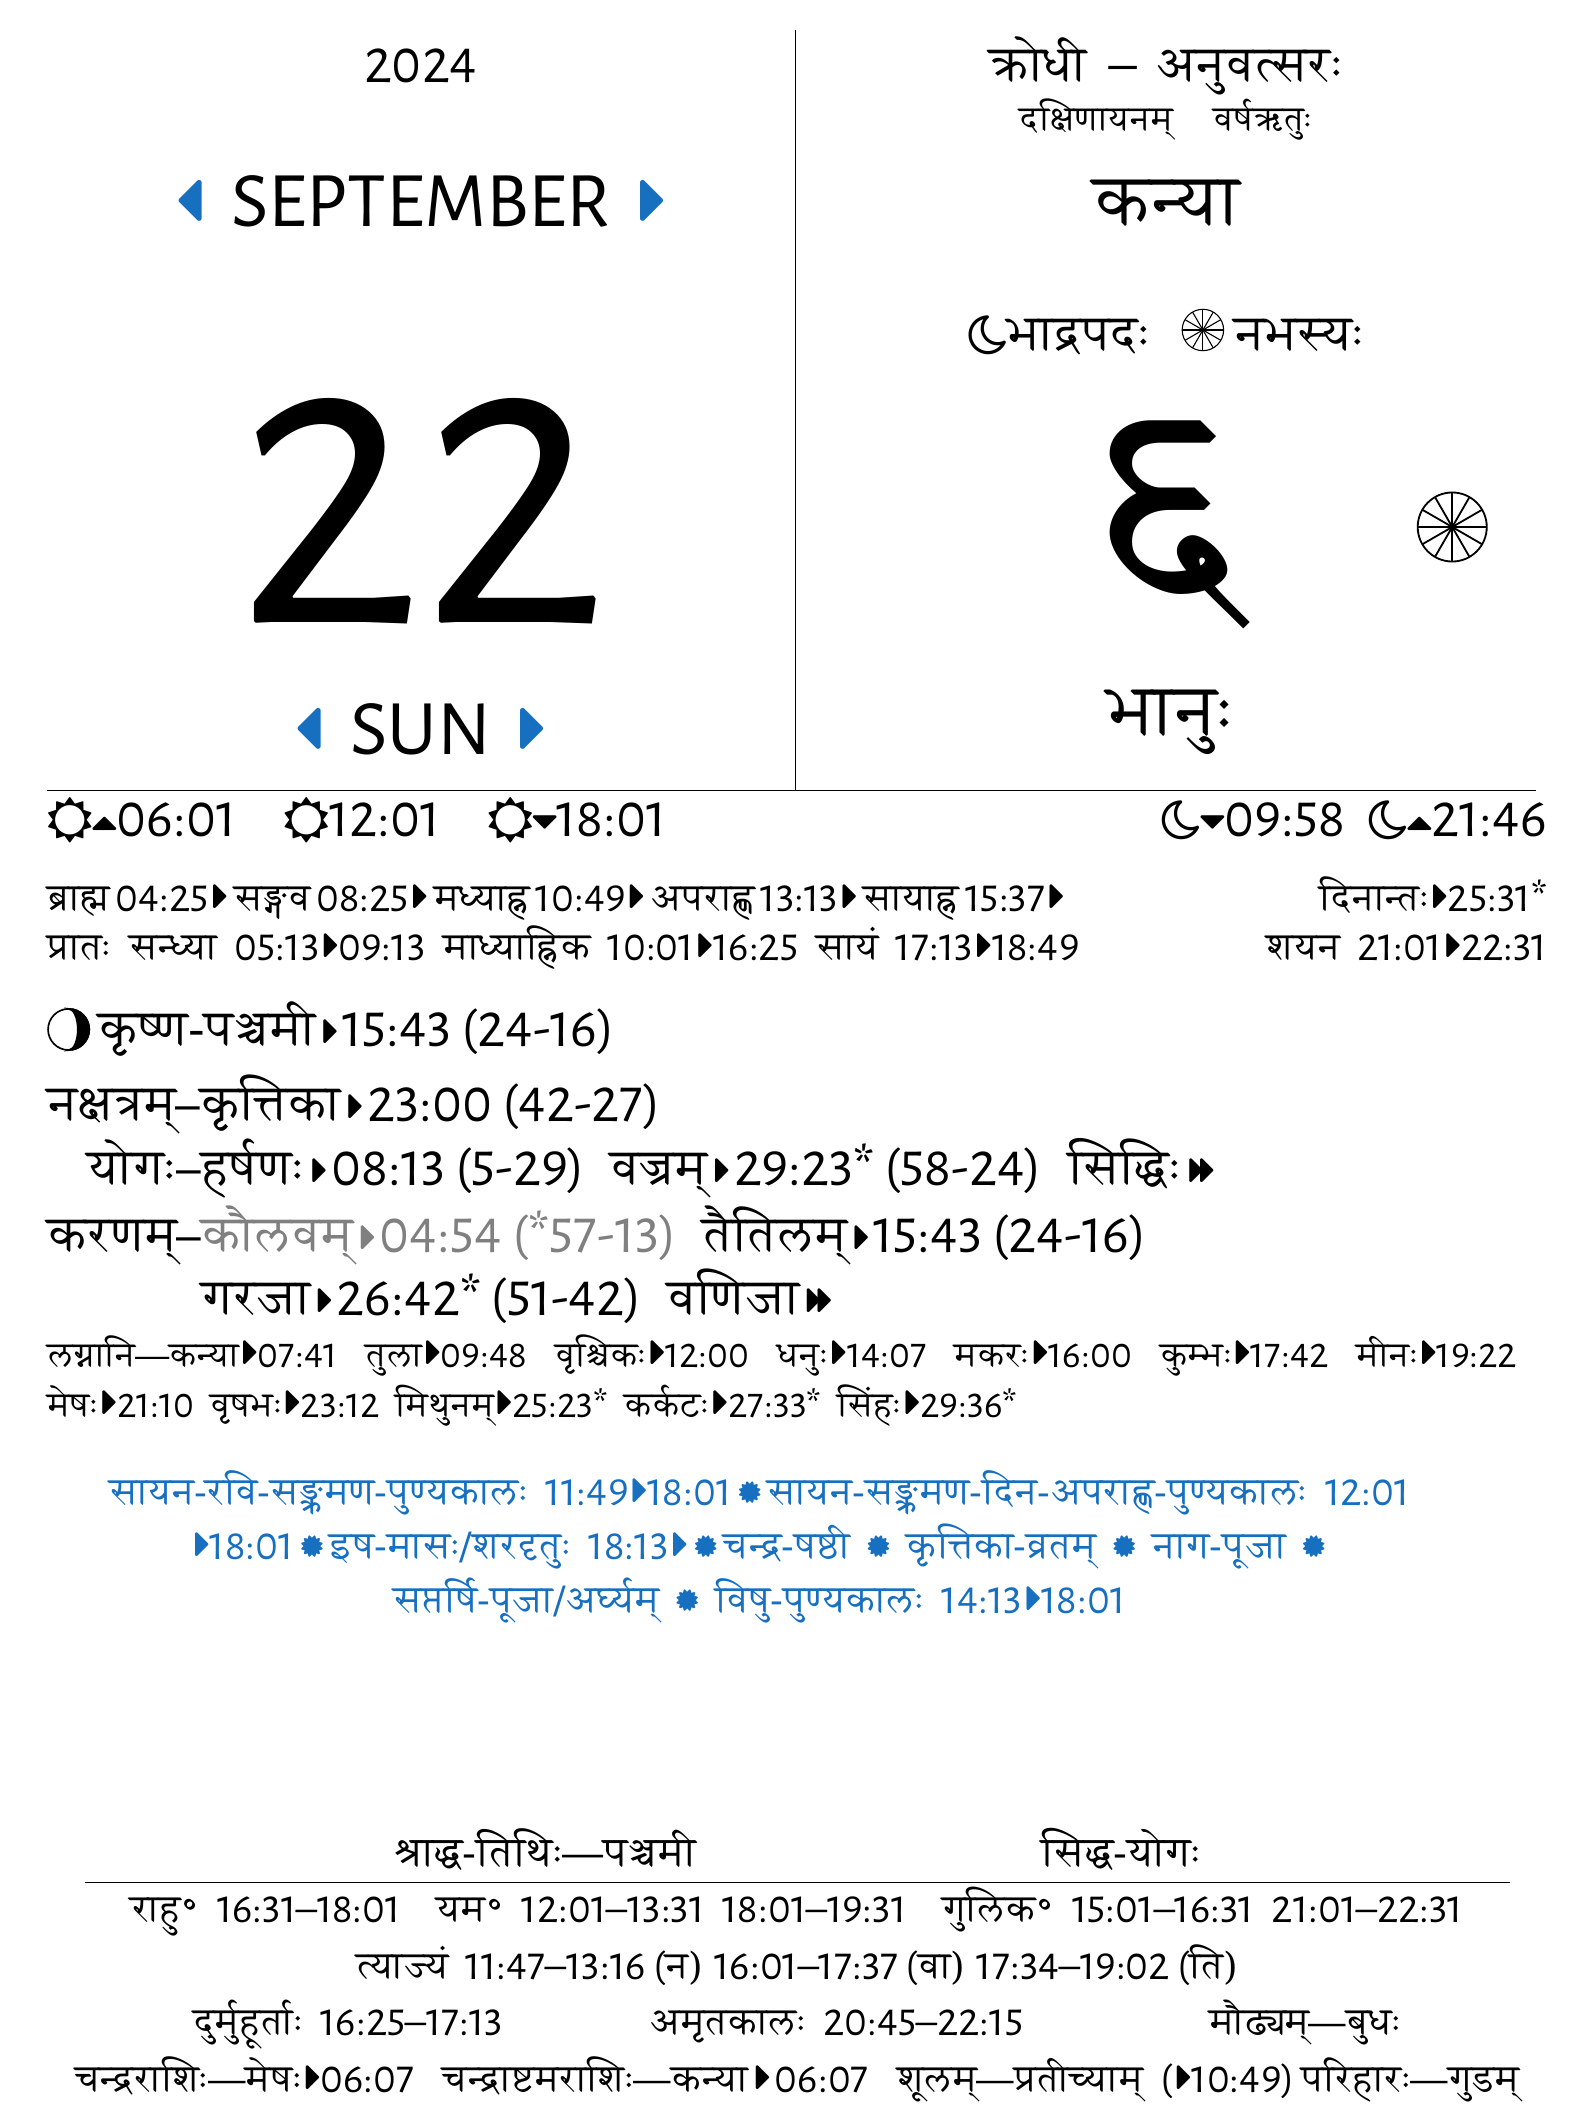 2024
SEPTEMBER
22
SUN
क्रोधी – अनुवत्सरः
दक्षिणायनम् वर्षऋतुः
कन्या
भाद्रपदः नभस्यः
६
भानुः
06:01 12:01 18:01 09:58 21:46
ब्राह्म 04:25 सङ्गव 08:25 मध्याह्न 10:49 अपराह्ण 13:13 सायाह्न 15:37 दिनान्तः 25:31*
प्रातः सन्ध्या 05:13 09:13 माध्याह्निक 10:01 16:25 सायं 17:13 18:49 शयन 21:01 22:31
कृष्ण-पञ्चमी 15:43 (24-16)
नक्षत्रम्–कृत्तिका 23:00 (42-27)
योगः–हर्षणः 08:13 (5-29) वज्रम् 29:23* (58-24) सिद्धिः
करणम्–कौलवम् 04:54 (*57-13) तैतिलम् 15:43 (24-16)
गरजा 26:42* (51-42) वणिजा
लग्नानि—कन्या 07:41 तुला 09:48 वृश्चिकः 12:00 धनुः 14:07 मकरः 16:00 कुम्भः 17:42 मीनः 19:22
मेषः 21:10 वृषभः 23:12 मिथुनम् 25:23* कर्कटः 27:33* सिंहः 29:36*
सायन-रवि-सङ्क्रमण-पुण्यकालः 11:49 18:01 सायन-सङ्क्रमण-दिन-अपराह्ण-पुण्यकालः 12:01
18:01 इष-मासः/शरदृतुः 18:13 चन्द्र-षष्ठी कृत्तिका-व्रतम् नाग-पूजा
सप्तर्षि-पूजा/अर्घ्यम् विषु-पुण्यकालः 14:13 18:01
श्राद्ध-तिथिः—पञ्चमी सिद्ध-योगः
राहु॰ 16:31–18:01 यम॰ 12:01–13:31 18:01–19:31 गुलिक॰ 15:01–16:31 21:01–22:31
त्याज्यं 11:47–13:16 (न) 16:01–17:37 (वा) 17:34–19:02 (ति)
दुर्मुहूर्ताः 16:25–17:13 अमृतकालः 20:45–22:15 मौढ्यम्—बुधः
चन्द्रराशिः—मेषः 06:07 चन्द्राष्टमराशिः—कन्या 06:07 शूलम्—प्रतीच्याम् (10:49) परिहारः—गुडम्